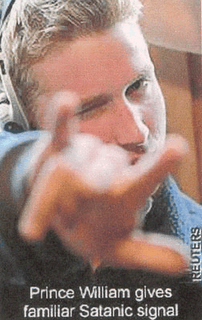 REUTERS
Prince William gives
familiar Satanic signal